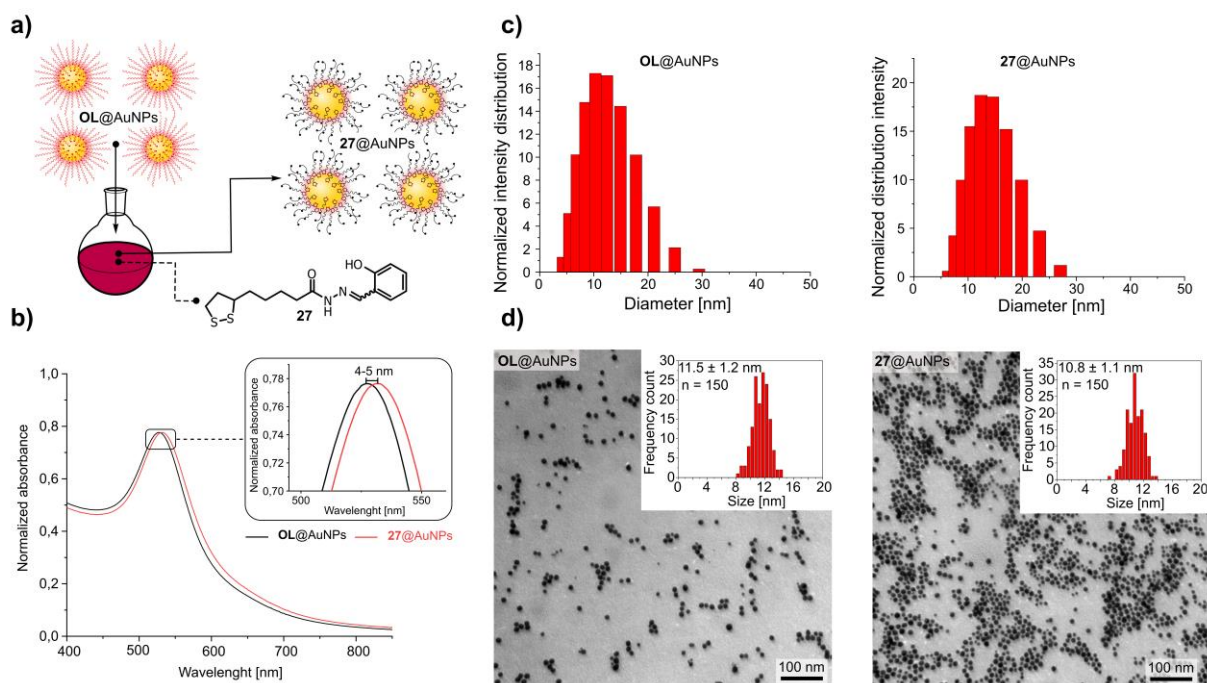 a)
OL@AuNPs
27@AuNPs
HO
O
N
H
N
S
S
27
b)
Normalized absorbance
1,0
0,8
0,6
0,4
0,2
0,0
400
500
600
700
800
Wavelenght [nm]
4-5 nm
Normalized absorbance
0,78
0,76
0,74
0,72
0,70
500
550
Wavelenght [nm]
OL@AuNPs
27@AuNPs
c)
OL@AuNPs
Normalized intensity distribution
18
16
14
12
10
8
6
4
2
0
0
10
20
30
40
50
Diameter [nm]
27@AuNPs
Normalized distribution intensity
20
15
10
5
0
0
10
20
30
40
50
Diameter [nm]
d)
OL@AuNPs
11.5 ± 1.2 nm
n = 150
Frequency count
30
25
20
15
10
5
0
0
4
8
12
16
20
Size [nm]
100 nm
27@AuNPs
10.8 ± 1.1 nm
n = 150
Frequency count
35
30
25
20
15
10
5
0
0
4
8
12
16
20
Size [nm]
100 nm